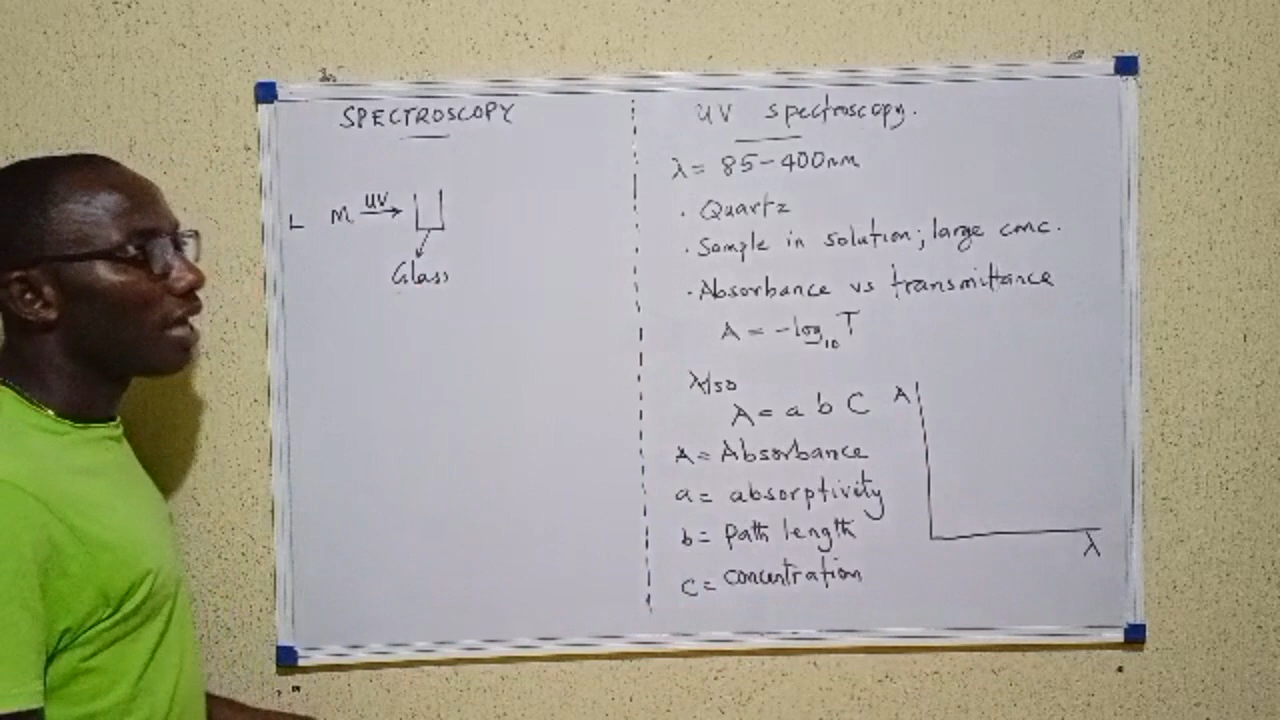 SPECTROSCOPY
L M UV
Glass
UV spectroscopy.
λ = 85-400nm
· Quartz
· Sample in solution; large conc.
· Absorbance vs transmittance
A = -log₁₀ T
Also
A = a b C
A = Absorbance
a = absorptivity
b = Path length
C = concentration
A
λ